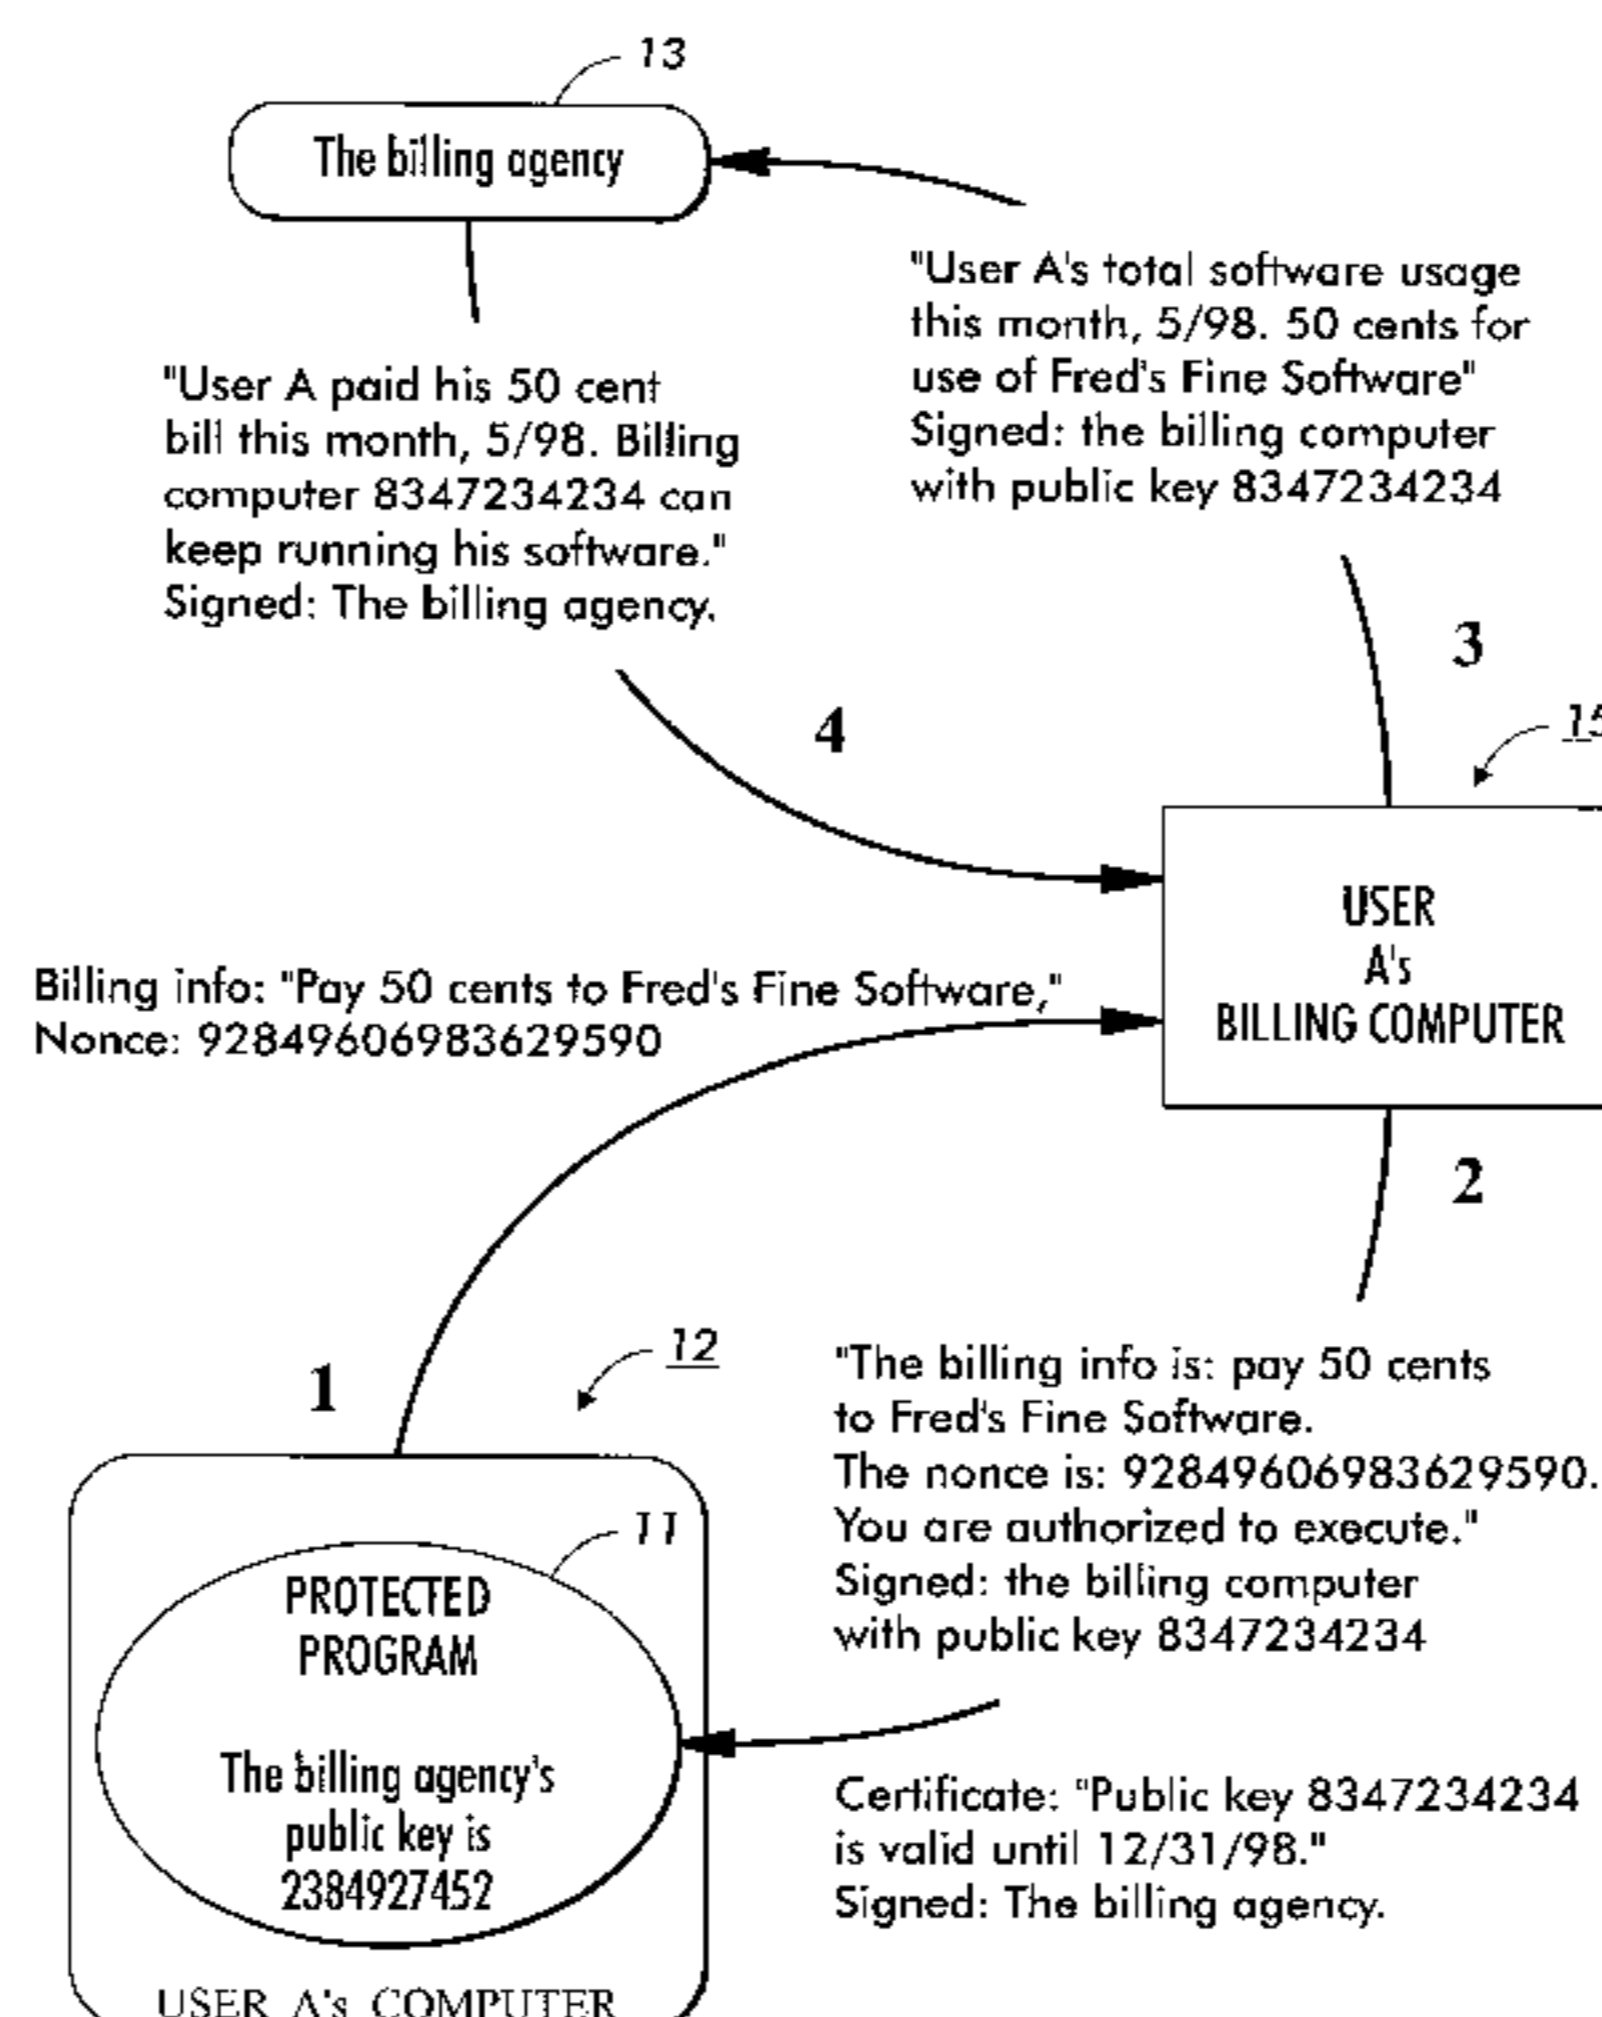 13
The billing agency
"User A's total software usage
this month, 5/98. 50 cents for
use of Fred's Fine Software"
Signed: the billing computer
with public key 8347234234
"User A paid his 50 cent
bill this month, 5/98. Billing
computer 8347234234 can
keep running his software."
Signed: The billing agency.
3
4
15
USER
A's
BILLING COMPUTER
Billing info: "Pay 50 cents to Fred's Fine Software,"
Nonce: 92849606983629590
2
1
12
"The billing info is: pay 50 cents
to Fred's Fine Software.
The nonce is: 92849606983629590.
You are authorized to execute."
Signed: the billing computer
with public key 8347234234
11
PROTECTED
PROGRAM
The billing agency's
public key is
2384927452
Certificate: "Public key 8347234234
is valid until 12/31/98."
Signed: The billing agency.
USER A's COMPUTER